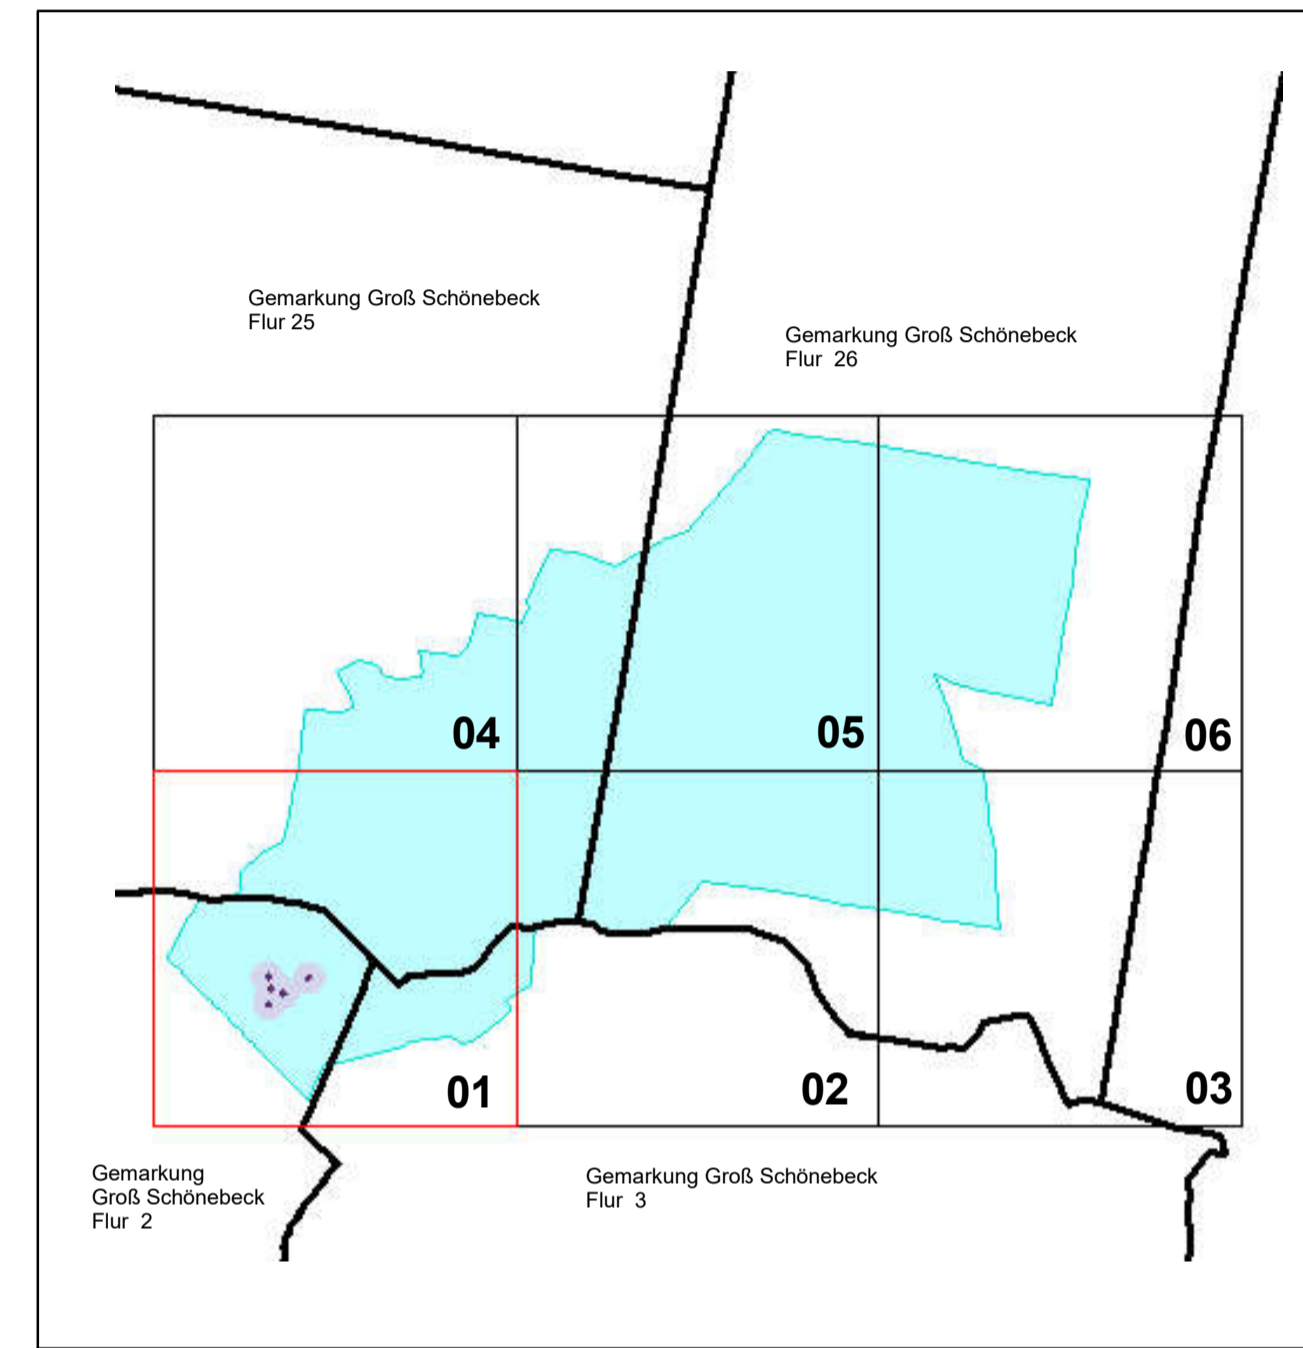 Gemarkung Groß Schönebeck
Flur 25
Gemarkung Groß Schönebeck
Flur 26
04
05
06
01
02
03
Gemarkung
Groß Schönebeck
Flur 2
Gemarkung Groß Schönebeck
Flur 3